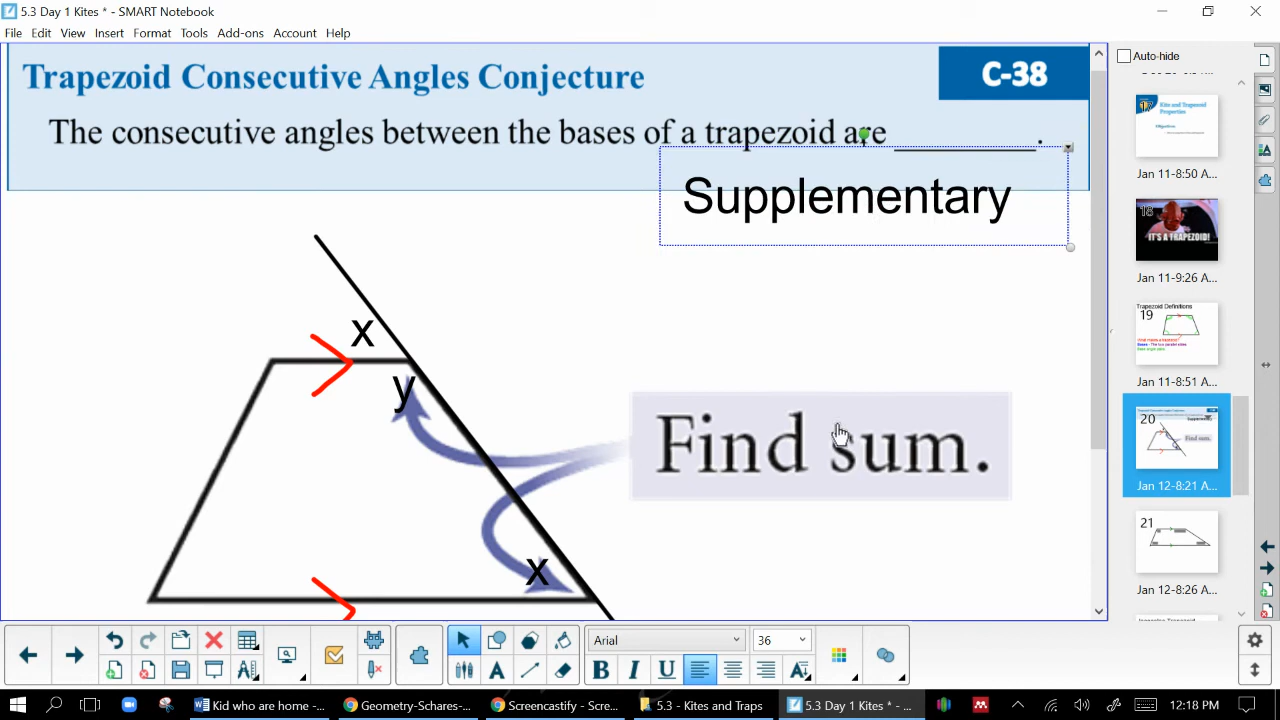 5.3 Day 1 Kites * - SMART Notebook
File Edit View Insert Format Tools Add-ons Account Help
Trapezoid Consecutive Angles Conjecture
C-38
The consecutive angles between the bases of a trapezoid are ________.
Supplementary
x
y
Find sum.
x
Auto-hide
17
Kite and Trapezoid
Properties
Jan 11-8:50 A...
18
IT'S A TRAPEZOID!
Jan 11-9:26 A...
Trapezoid Definitions
19
Jan 11-8:51 A...
20
Supplementary
Find sum.
Jan 12-8:21 A...
21
Jan 12-8:26 A...
Arial
36
B I U
Kid who are home - ...
Geometry-Schares-...
Screencastify - Scre...
5.3 - Kites and Traps
5.3 Day 1 Kites * - ...
12:18 PM